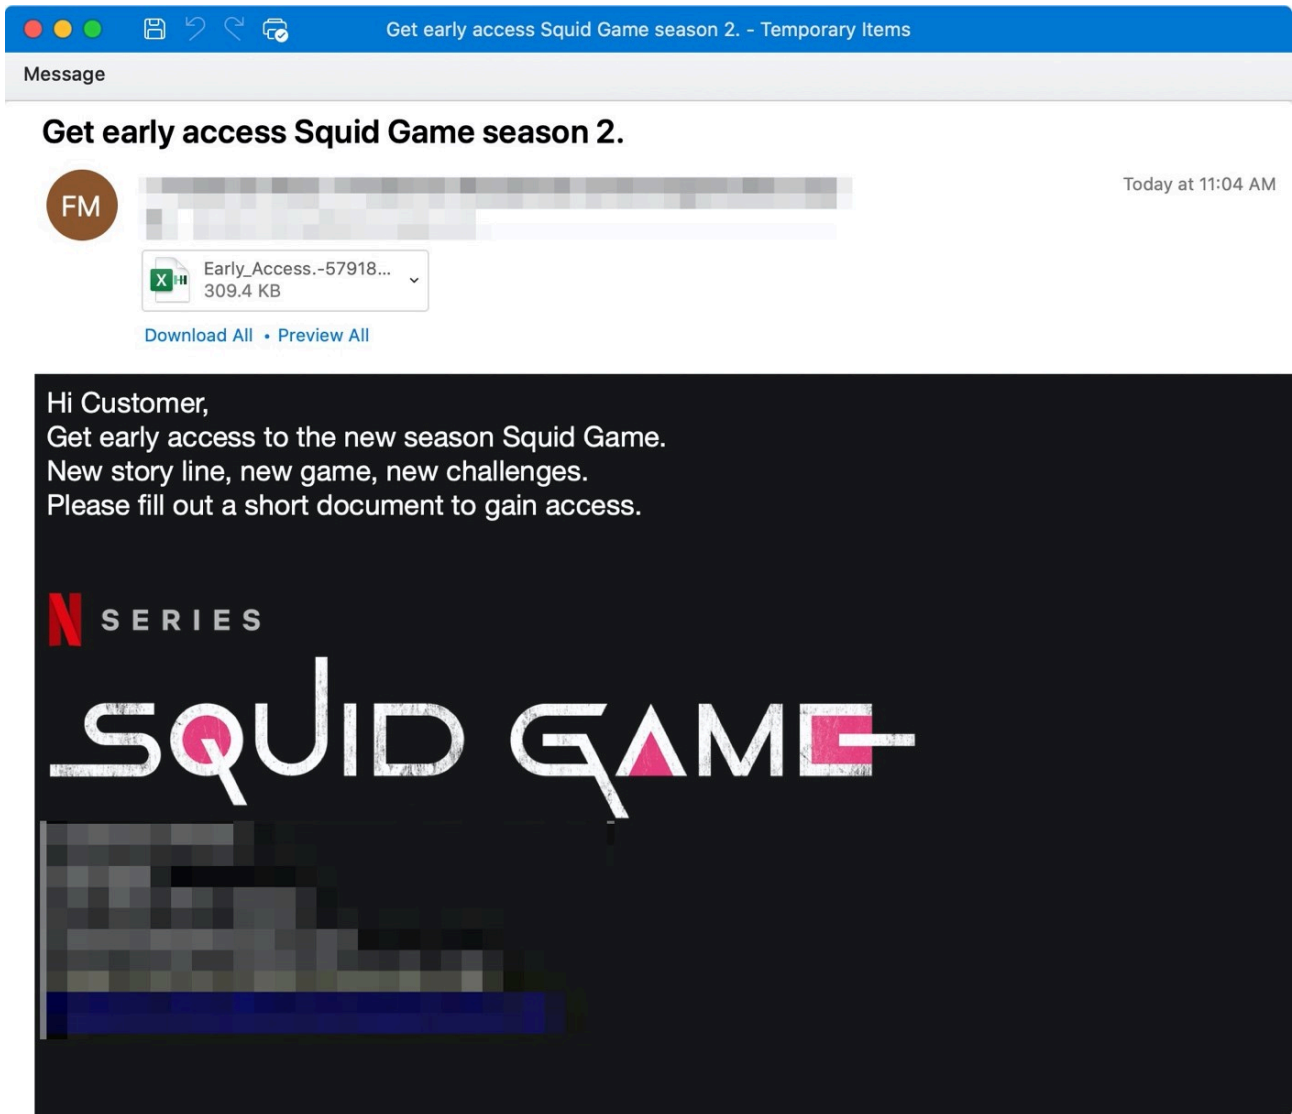 Get early access Squid Game season 2. - Temporary Items
Message
Get early access Squid Game season 2.
FM
Today at 11:04 AM
X
Early_Access.-57918...
309.4 KB
Download All • Preview All
Hi Customer,
Get early access to the new season Squid Game.
New story line, new game, new challenges.
Please fill out a short document to gain access.
N SERIES
SQUID GAME